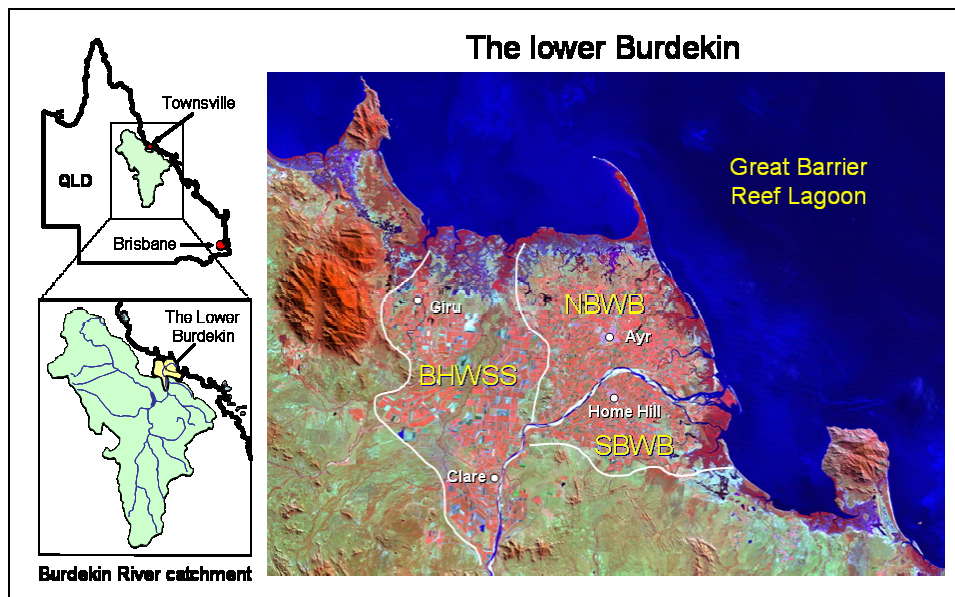 The lower Burdekin
Townsville
QLD
Brisbane
The Lower
Burdekin
Burdekin River catchment
Great Barrier
Reef Lagoon
Giru
NBWB
Ayr
BHWSS
Home Hill
SBWB
Clare